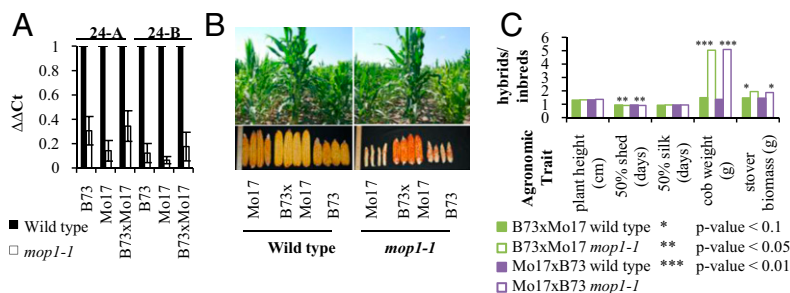 A
24-A 24-B
ΔΔCt
1
0.8
0.6
0.4
0.2
0
B73
Mo17
B73xMo17
B73
Mo17
B73xMo17
Wild type
mop1-1
B
Mo17
B73x
Mo17
B73
Mo17
B73x
Mo17
B73
Wild type
mop1-1
C
hybrids/
inbreds
6
5
4
3
2
1
0
** **
*** ***
* *
Agronomic
Trait
plant height
(cm)
50% shed
(days)
50% silk
(days)
cob weight
(g)
stover
biomass (g)
B73xMo17 wild type * p-value < 0.1
B73xMo17 mop1-1 ** p-value < 0.05
Mo17xB73 wild type *** p-value < 0.01
Mo17xB73 mop1-1